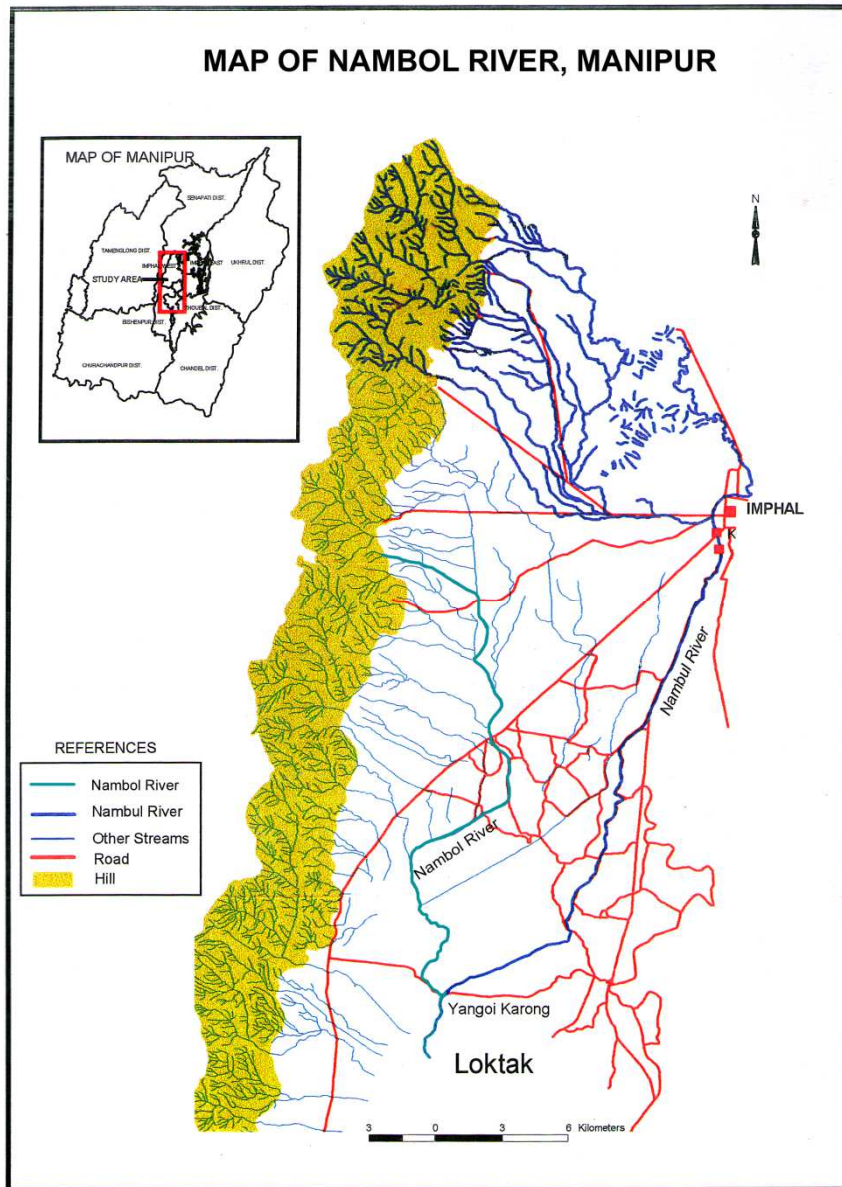 MAP OF NAMBOL RIVER, MANIPUR
MAP OF MANIPUR
SENAPATI DIST.
TAMENGLONG DIST.
UKHRUL DIST.
STUDY AREA
THOUBAL DIST.
BISHENPUR DIST.
CHURACHANDPUR DIST.
CHANDEL DIST.
N
IMPHAL
K
Nambul River
REFERENCES
Nambol River
Nambul River
Other Streams
Road
Hill
Nambol River
Yangoi Karong
Loktak
3 0 3 6 Kilometers